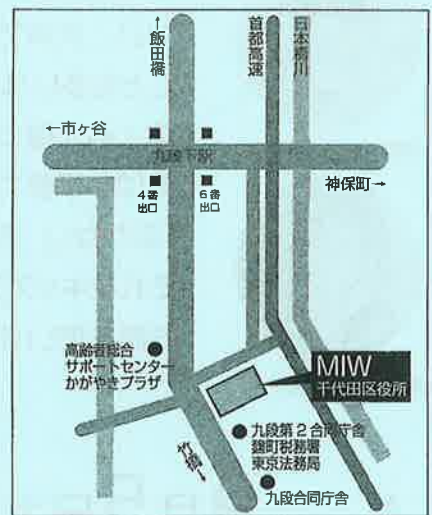 ↑飯田橋
首都高速
日本橋川
←市ヶ谷
九段下駅
神保町→
4番
出口
6番
出口
高齢者総合
サポートセンター
かがやきプラザ
MIW
千代田区役所
九段第2合同庁舎
麹町税務署
東京法務局
竹橋↓
九段合同庁舎